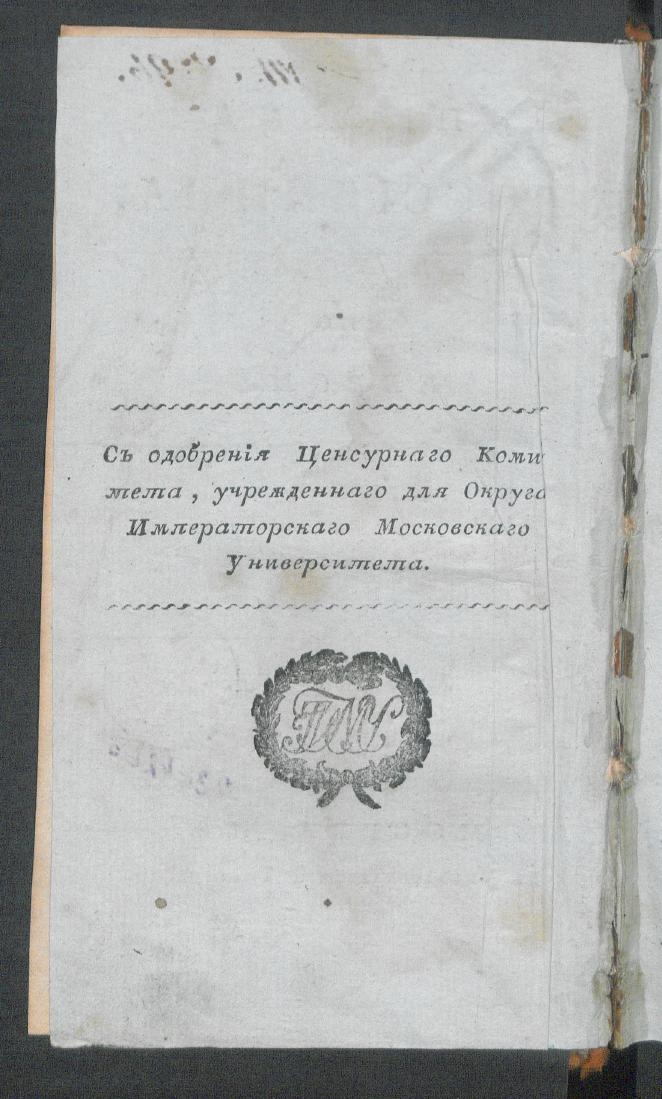 Съ одобренія Ценсурнаго Коми
тета , учрежденнаго для Округа
Императорскаго Московскаго
Университета.